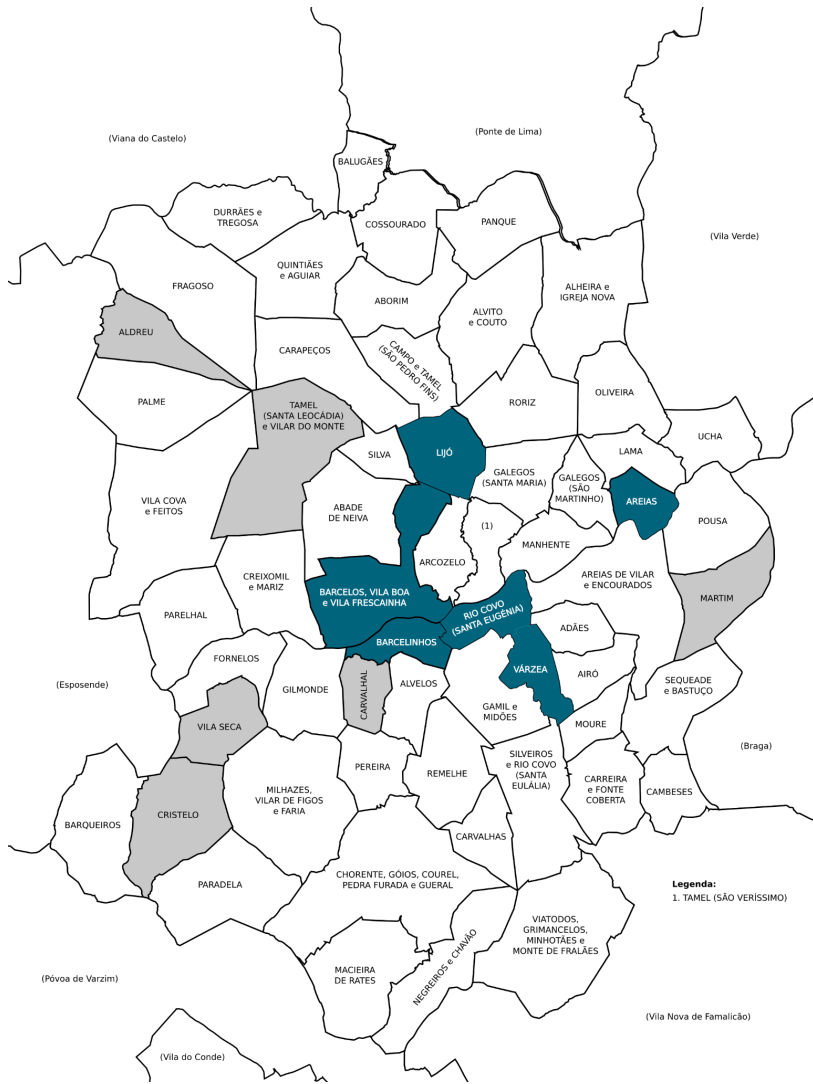 (Viana do Castelo)
(Ponte de Lima)
BALUGÃES
DURRÃES e
TREGOSA
COSSOURADO
PANQUE
(Vila Verde)
QUINTIÃES
e AGUIAR
FRAGOSO
ALHEIRA e
IGREJA NOVA
ABORIM
ALVITO
e COUTO
ALDREU
CARAPEÇOS
CAMPO e TAMEL
(SÃO PEDRO FINS)
PALME
TAMEL
(SANTA LEOCÁDIA)
e VILAR DO MONTE
RORIZ
OLIVEIRA
UCHA
SILVA
LIJÓ
LAMA
GALEGOS
(SANTA MARIA)
GALEGOS
(SÃO
MARTINHO)
AREIAS
VILA COVA
e FEITOS
ABADE
DE NEIVA
(1)
POUSA
MANHENTE
ARCOZELO
CREIXOMIL
e MARIZ
AREIAS DE VILAR
e ENCOURADOS
BARCELOS, VILA BOA
e VILA FRESCAINHA
MARTIM
PARELHAL
RIO COVO
(SANTA EUGÉNIA)
ADÃES
BARCELINHOS
FORNELOS
VÁRZEA
AIRÓ
SEQUEADE
e BASTUÇO
(Esposende)
GILMONDE
CARVALHAL
ALVELOS
GAMIL e
MIDÕES
VILA SECA
MOURE
(Braga)
PEREIRA
REMELHE
SILVEIROS
e RIO COVO
(SANTA
EULÁLIA)
CARREIRA
e FONTE
COBERTA
CAMBESES
MILHAZES,
VILAR DE FIGOS
e FARIA
CRISTELO
BARQUEIROS
CARVALHAS
CHORENTE, GÓIOS, COUREL,
PEDRA FURADA e GUERAL
PARADELA
Legenda:
1. TAMEL (SÃO VERÍSSIMO)
VIATODOS,
GRIMANCELOS,
MINHOTÃES e
MONTE DE FRALÃES
NEGREIROS e CHAVÃO
MACIEIRA
DE RATES
(Póvoa de Varzim)
(Vila Nova de Famalicão)
(Vila do Conde)